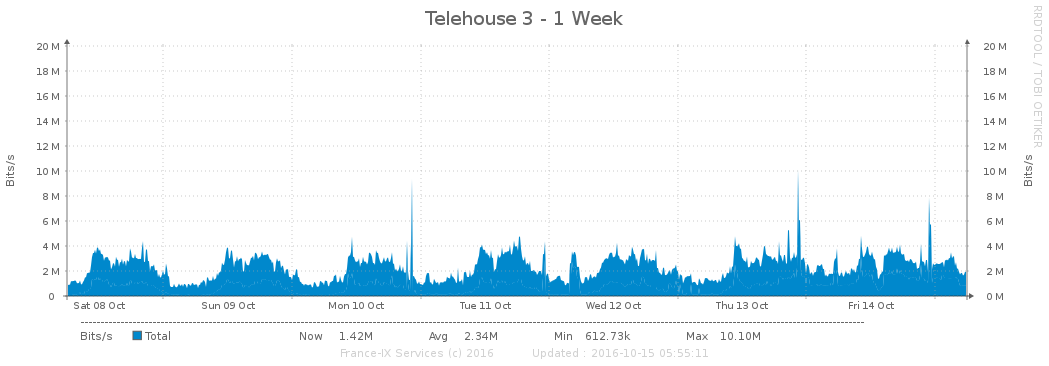 Telehouse 3 - 1 Week
RRDTOOL / TOBI OETIKER
Bits/s
Bits/s
20 M 20 M
18 M 18 M
16 M 16 M
14 M 14 M
12 M 12 M
10 M 10 M
8 M 8 M
6 M 6 M
4 M 4 M
2 M 2 M
0 0 M
Sat 08 Oct Sun 09 Oct Mon 10 Oct Tue 11 Oct Wed 12 Oct Thu 13 Oct Fri 14 Oct
Bits/s Total Now 1.42M Avg 2.34M Min 612.73k Max 10.10M
France-IX Services (c) 2016 Updated : 2016-10-15 05:55:11